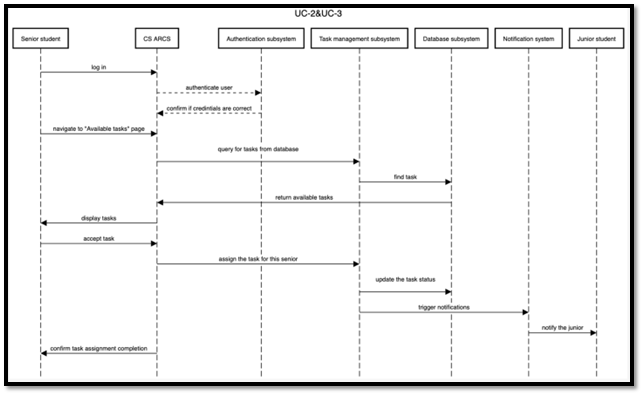 UC-2&UC-3
Senior student
CS ARCS
Authentication subsystem
Task management subsystem
Database subsystem
Notification system
Junior student
log in
authenticate user
confirm if credntials are correct
navigate to "Available tasks" page
query for tasks from database
find task
return available tasks
display tasks
accept task
assign the task for this senior
update the task status
trigger notifications
notify the junior
confirm task assignment completion